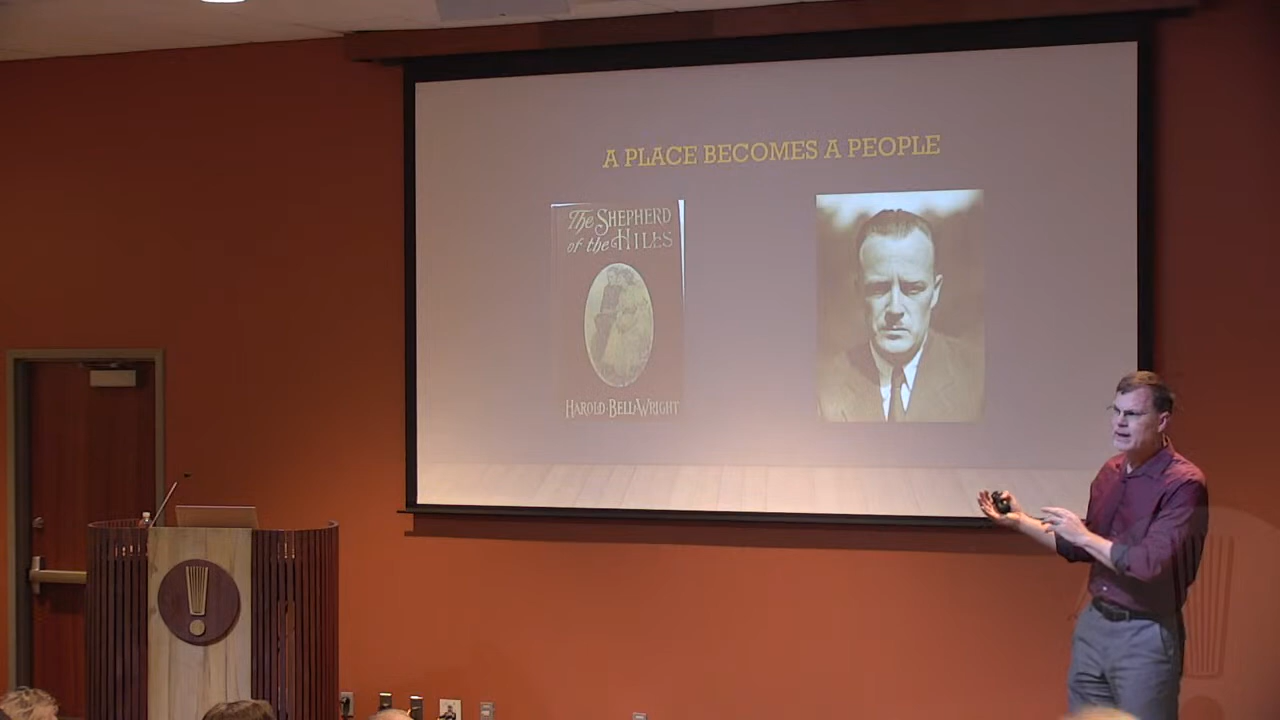 A PLACE BECOMES A PEOPLE
The SHEPHERD
of the HILLS
HAROLD BELL WRIGHT